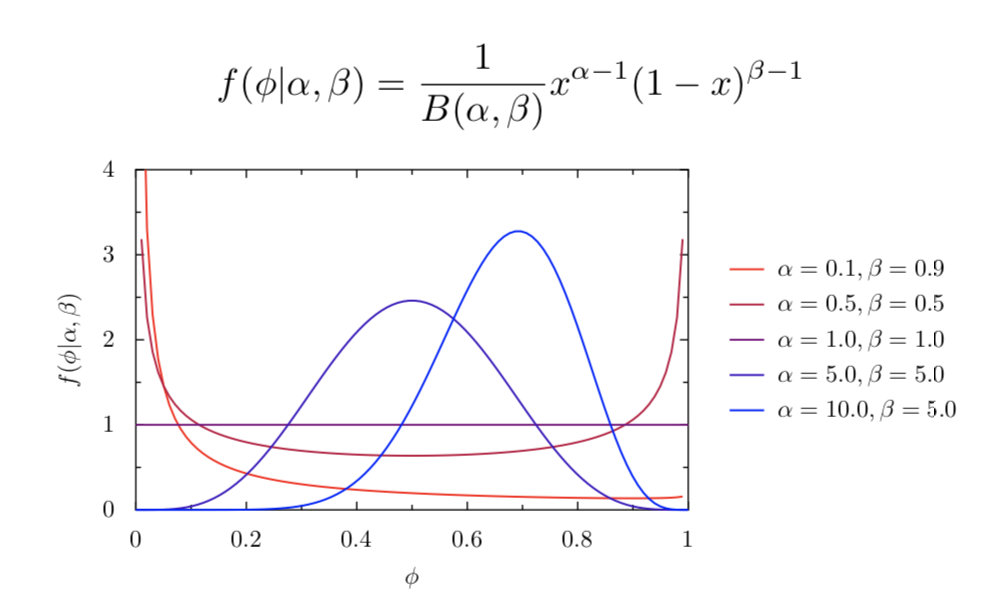 f(ϕ|α, β) = 1/B(α, β) x^{α−1}(1 − x)^{β−1}
4
3
2
1
0
f(ϕ|α, β)
0 0.2 0.4 0.6 0.8 1
ϕ
α = 0.1, β = 0.9
α = 0.5, β = 0.5
α = 1.0, β = 1.0
α = 5.0, β = 5.0
α = 10.0, β = 5.0